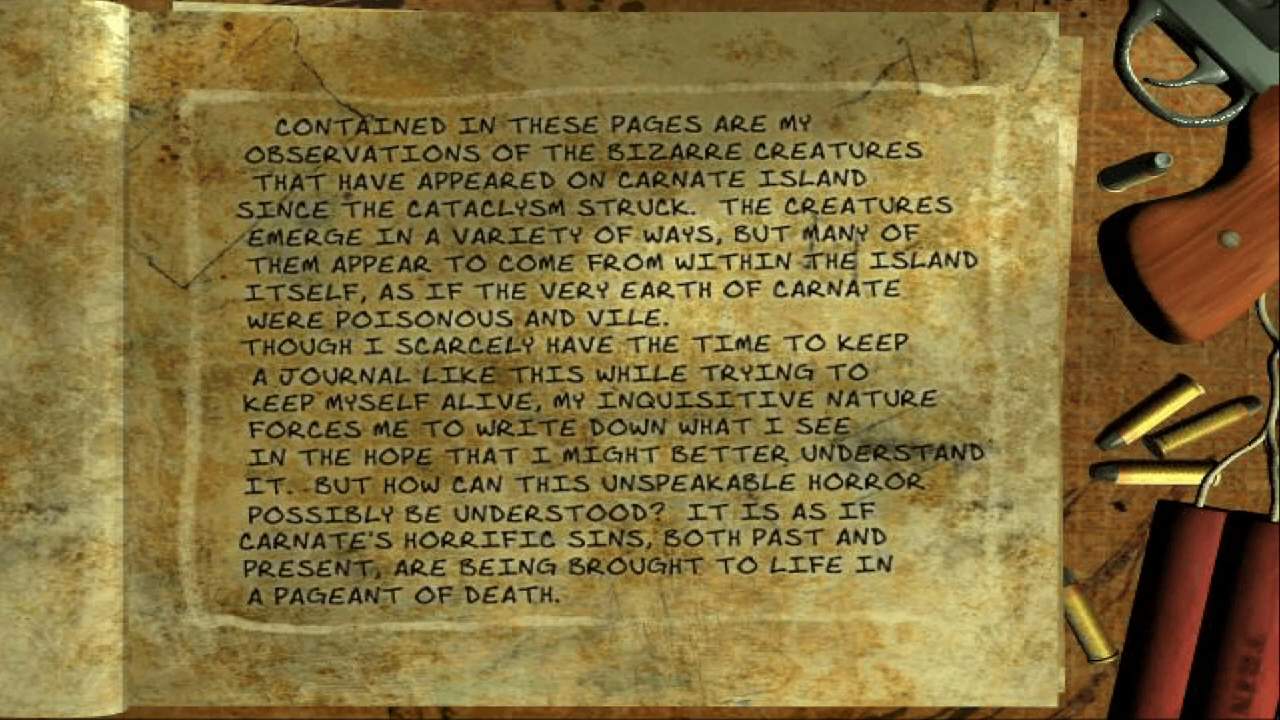 CONTAINED IN THESE PAGES ARE MY
OBSERVATIONS OF THE BIZARRE CREATURES
THAT HAVE APPEARED ON CARNATE ISLAND
SINCE THE CATACLYSM STRUCK. THE CREATURES
EMERGE IN A VARIETY OF WAYS, BUT MANY OF
THEM APPEAR TO COME FROM WITHIN THE ISLAND
ITSELF, AS IF THE VERY EARTH OF CARNATE
WERE POISONOUS AND VILE.
THOUGH I SCARCELY HAVE THE TIME TO KEEP
A JOURNAL LIKE THIS WHILE TRYING TO
KEEP MYSELF ALIVE, MY INQUISITIVE NATURE
FORCES ME TO WRITE DOWN WHAT I SEE
IN THE HOPE THAT I MIGHT BETTER UNDERSTAND
IT. BUT HOW CAN THIS UNSPEAKABLE HORROR
POSSIBLY BE UNDERSTOOD? IT IS AS IF
CARNATE'S HORRIFIC SINS, BOTH PAST AND
PRESENT, ARE BEING BROUGHT TO LIFE IN
A PAGEANT OF DEATH.